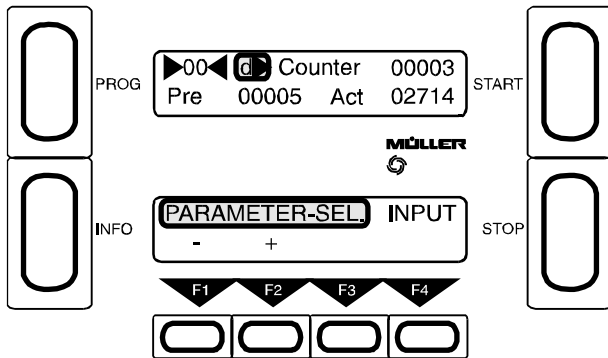 ▶00◀ d▶ Counter 00003
Pre 00005 Act 02714
PROG
START
MÜLLER
PARAMETER-SEL. INPUT
- +
INFO
STOP
F1 F2 F3 F4